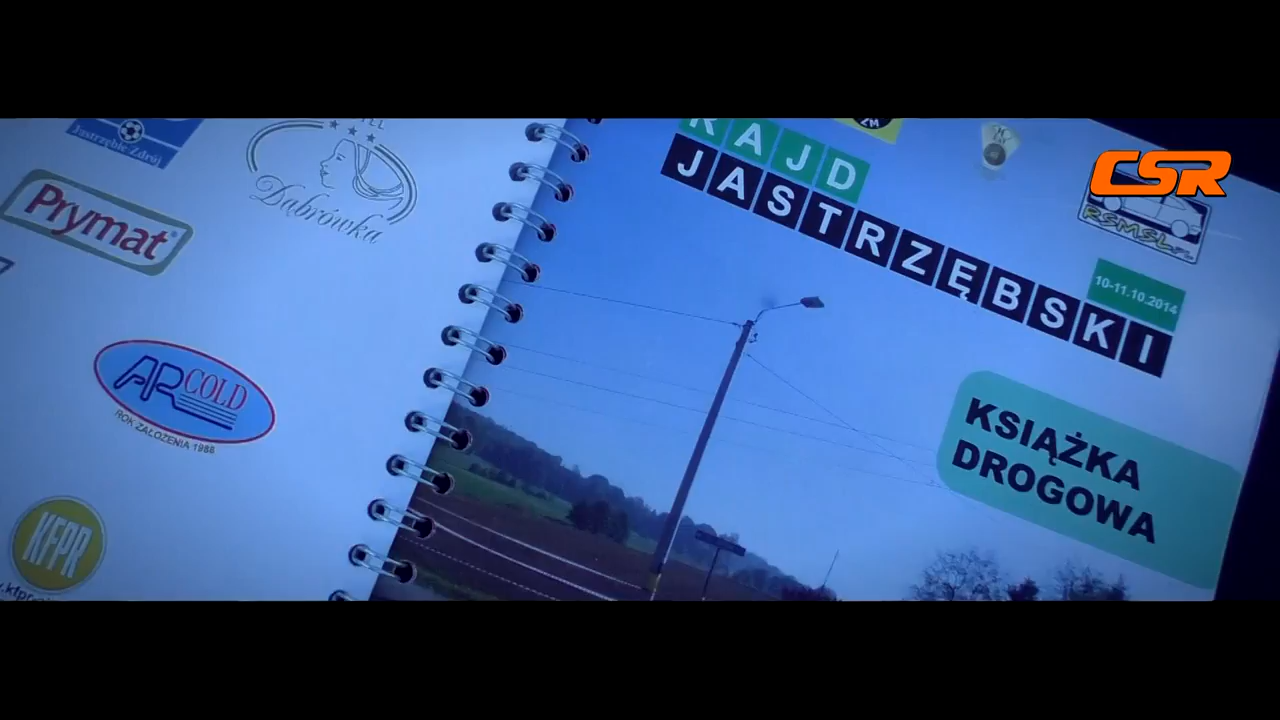 Jastrzębie Zdrój
Dąbrówka
Prymat
ARCOLD
ROK ZAŁOŻENIA 1988
KFPR
RAJD
JASTRZĘBSKI
ZM
CSR
RSMSL.PL
10-11.10.2014
KSIĄŻKA
DROGOWA